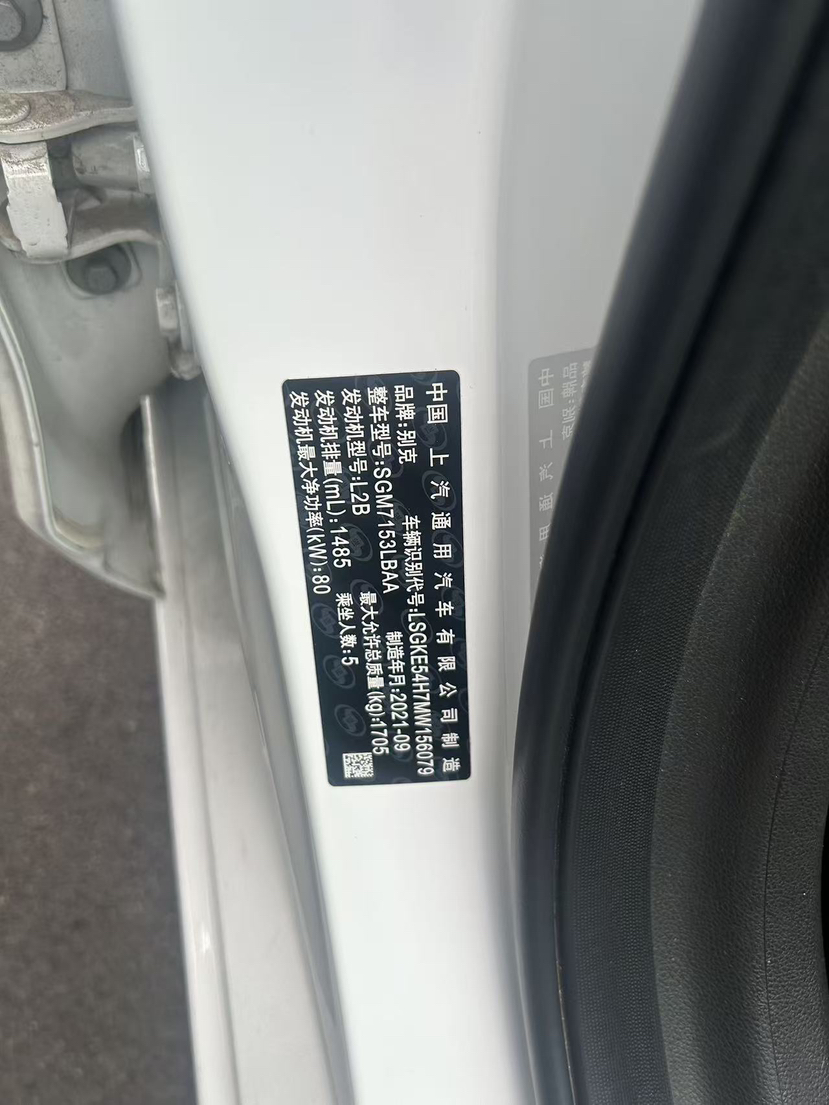 中国上汽通用汽车有限公司制造
品牌:别克
车辆识别代号:LSGKE54H7MW156079
整车型号:SGM7153LBAA
制造年月:2021-09
发动机型号:L2B
最大允许总质量(kg):1705
发动机排量(mL):1485
乘坐人数:5
发动机最大净功率(kW):80